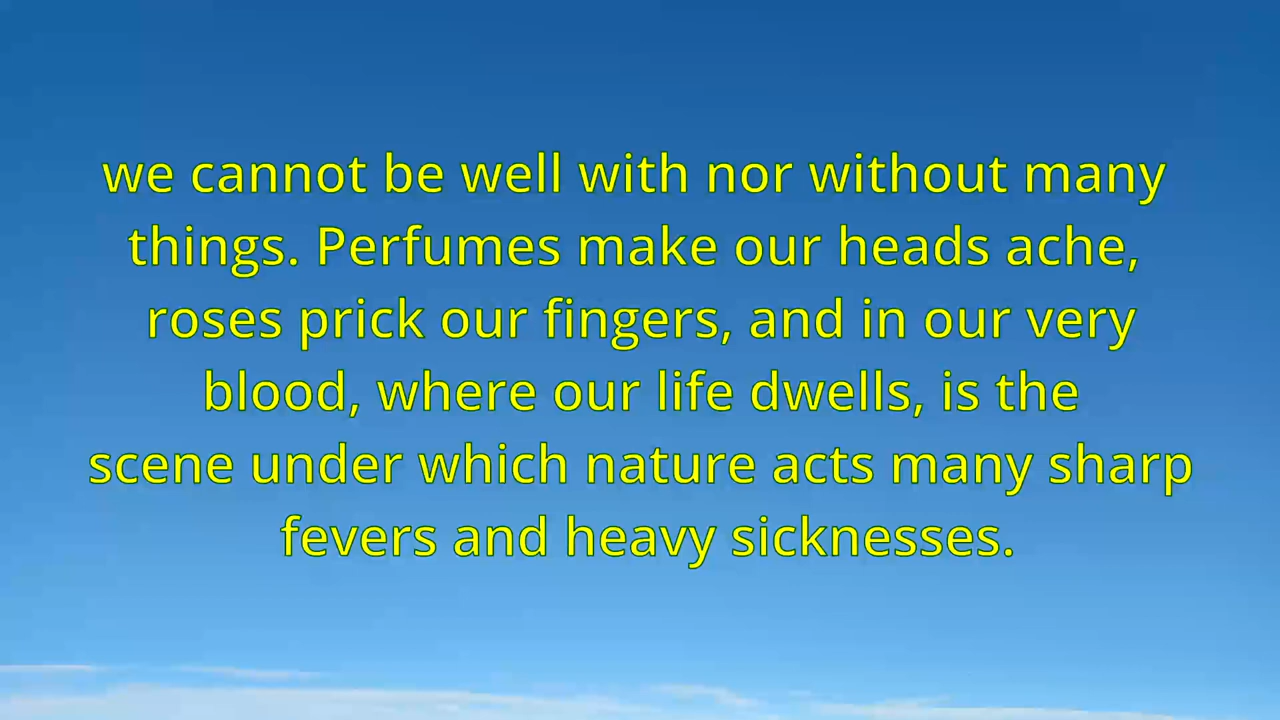 we cannot be well with nor without many
things. Perfumes make our heads ache,
roses prick our fingers, and in our very
blood, where our life dwells, is the
scene under which nature acts many sharp
fevers and heavy sicknesses.